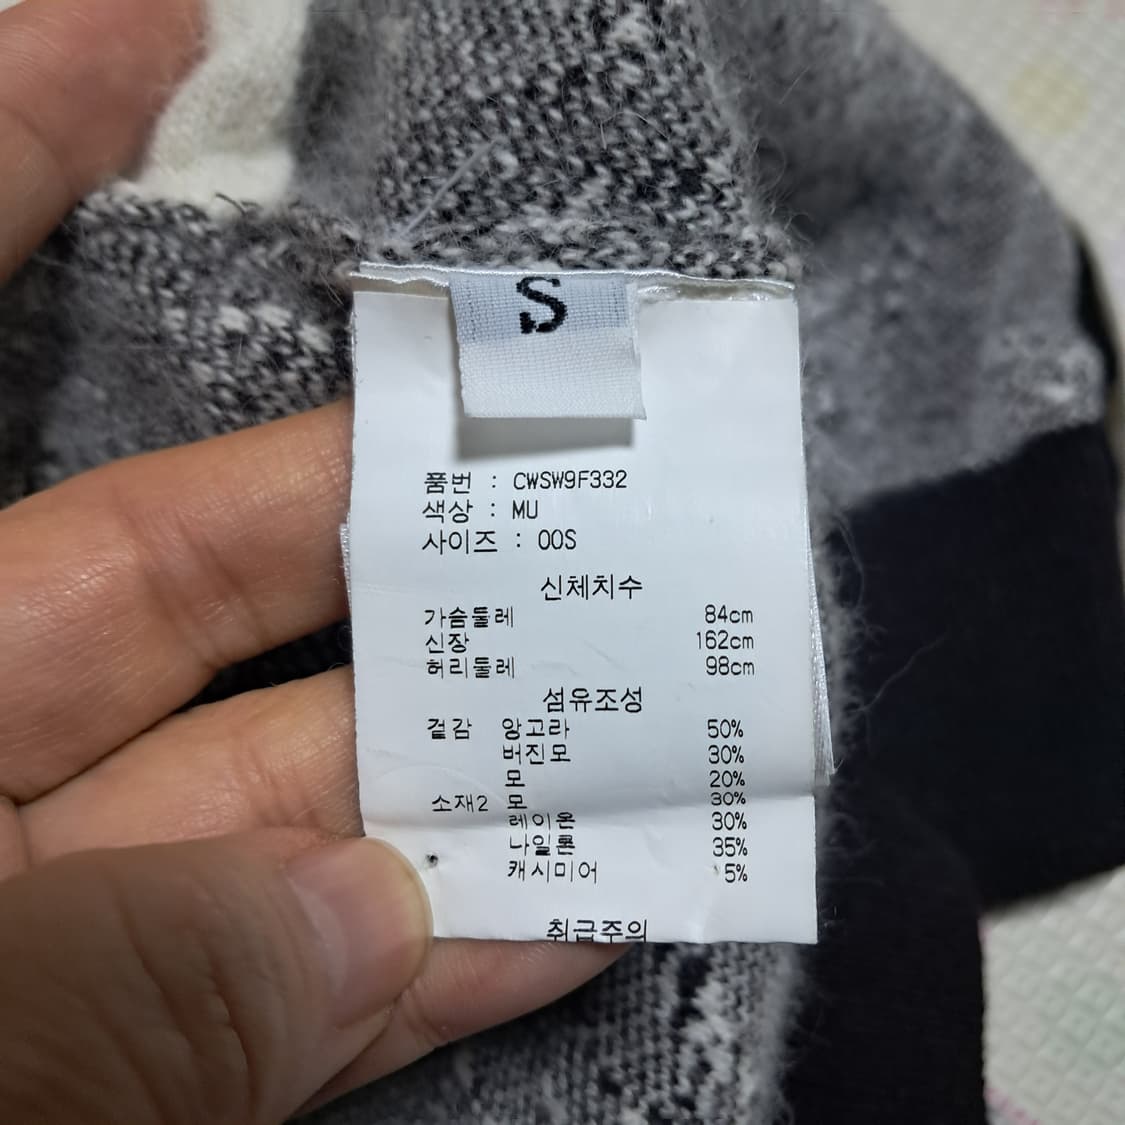 S
품번 : CWSW9F332
색상 : MU
사이즈 : 00S
신체치수
가슴둘레 84cm
신장 162cm
허리둘레 98cm
섬유조성
겉감 앙고라 50%
버진모 30%
모 20%
소재2 모 30%
레이온 30%
나일론 35%
캐시미어 5%
취급주의